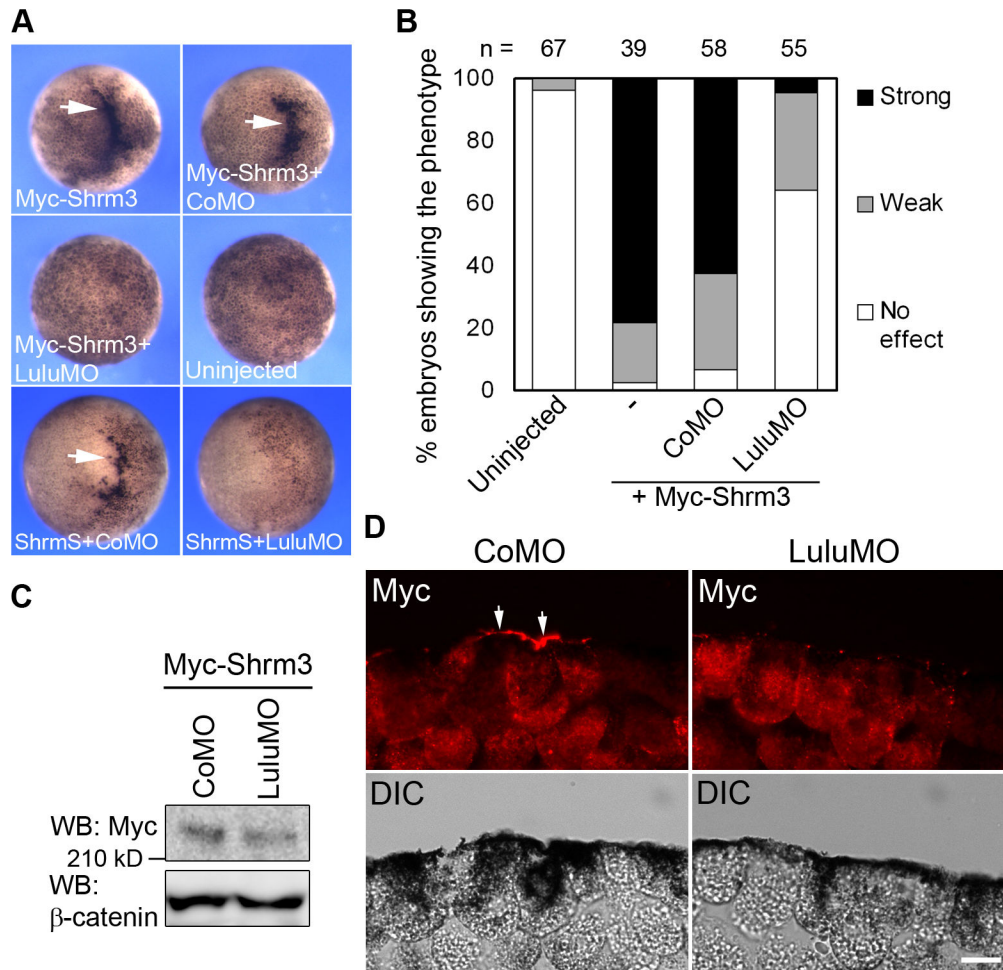 A
Myc-Shrm3
Myc-Shrm3+
CoMO
Myc-Shrm3+
LuluMO
Uninjected
ShrmS+CoMO
ShrmS+LuluMO
B
n = 67 39 58 55
% embryos showing the phenotype
100
80
60
40
20
0
Uninjected
-
CoMO
LuluMO
+ Myc-Shrm3
Strong
Weak
No
effect
C
Myc-Shrm3
CoMO
LuluMO
WB: Myc
210 kD
WB:
β-catenin
D
CoMO
LuluMO
Myc
Myc
DIC
DIC